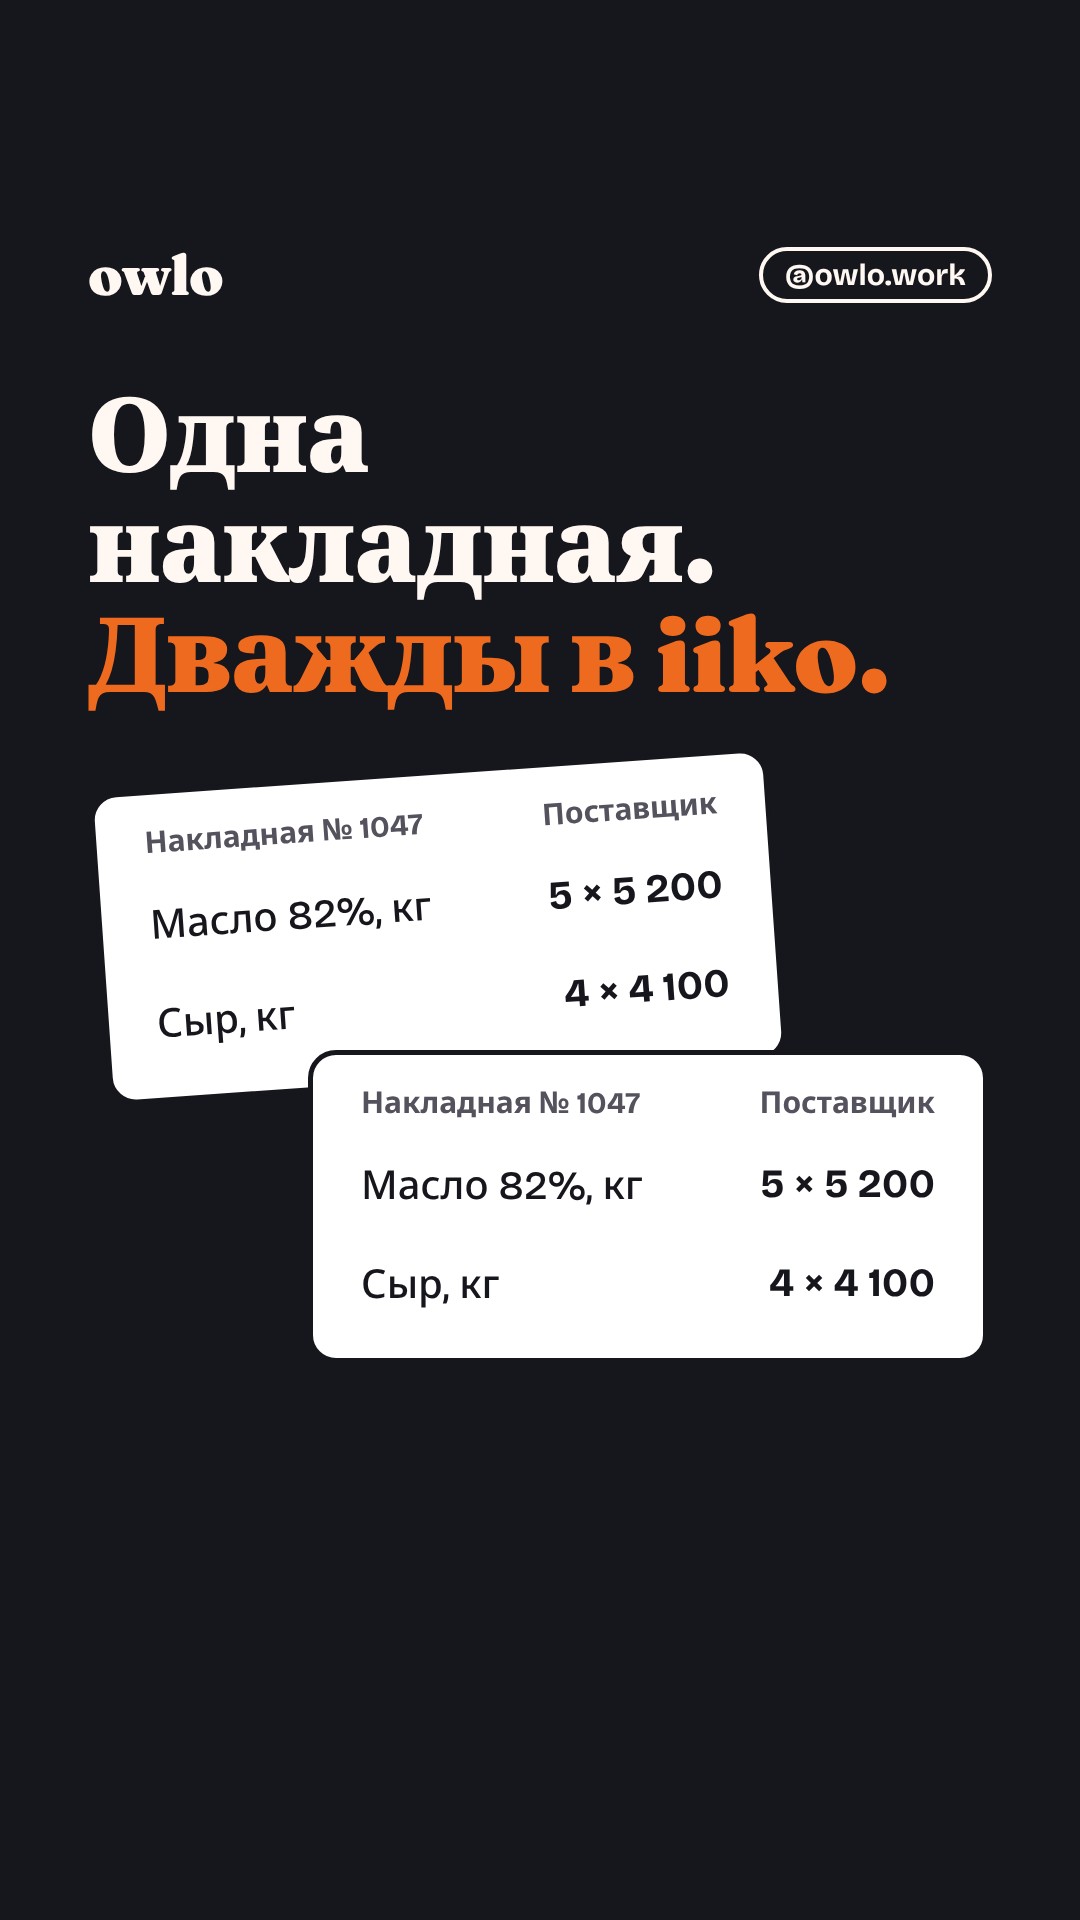 owlo
@owlo.work
Одна
накладная.
Дважды в iiko.
Накладная № 1047 Поставщик
Масло 82%, кг 5 × 5 200
Сыр, кг 4 × 4 100
Накладная № 1047 Поставщик
Масло 82%, кг 5 × 5 200
Сыр, кг 4 × 4 100